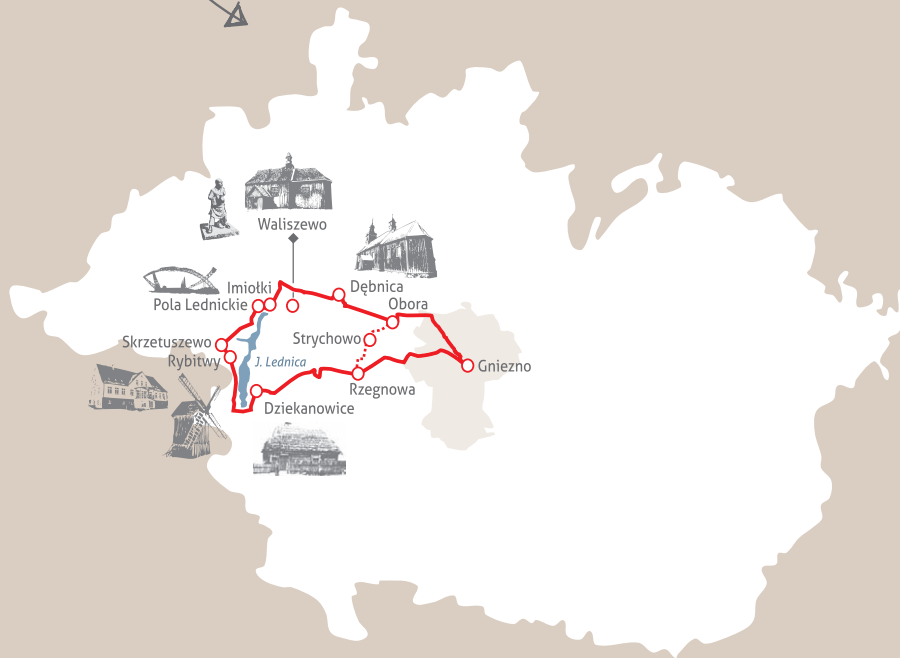 Waliszewo
Imiołki
Dębnica
Pola Lednickie
Obora
Skrzetuszewo
Strychowo
Rybitwy
J. Lednica
Gniezno
Rzegnowa
Dziekanowice